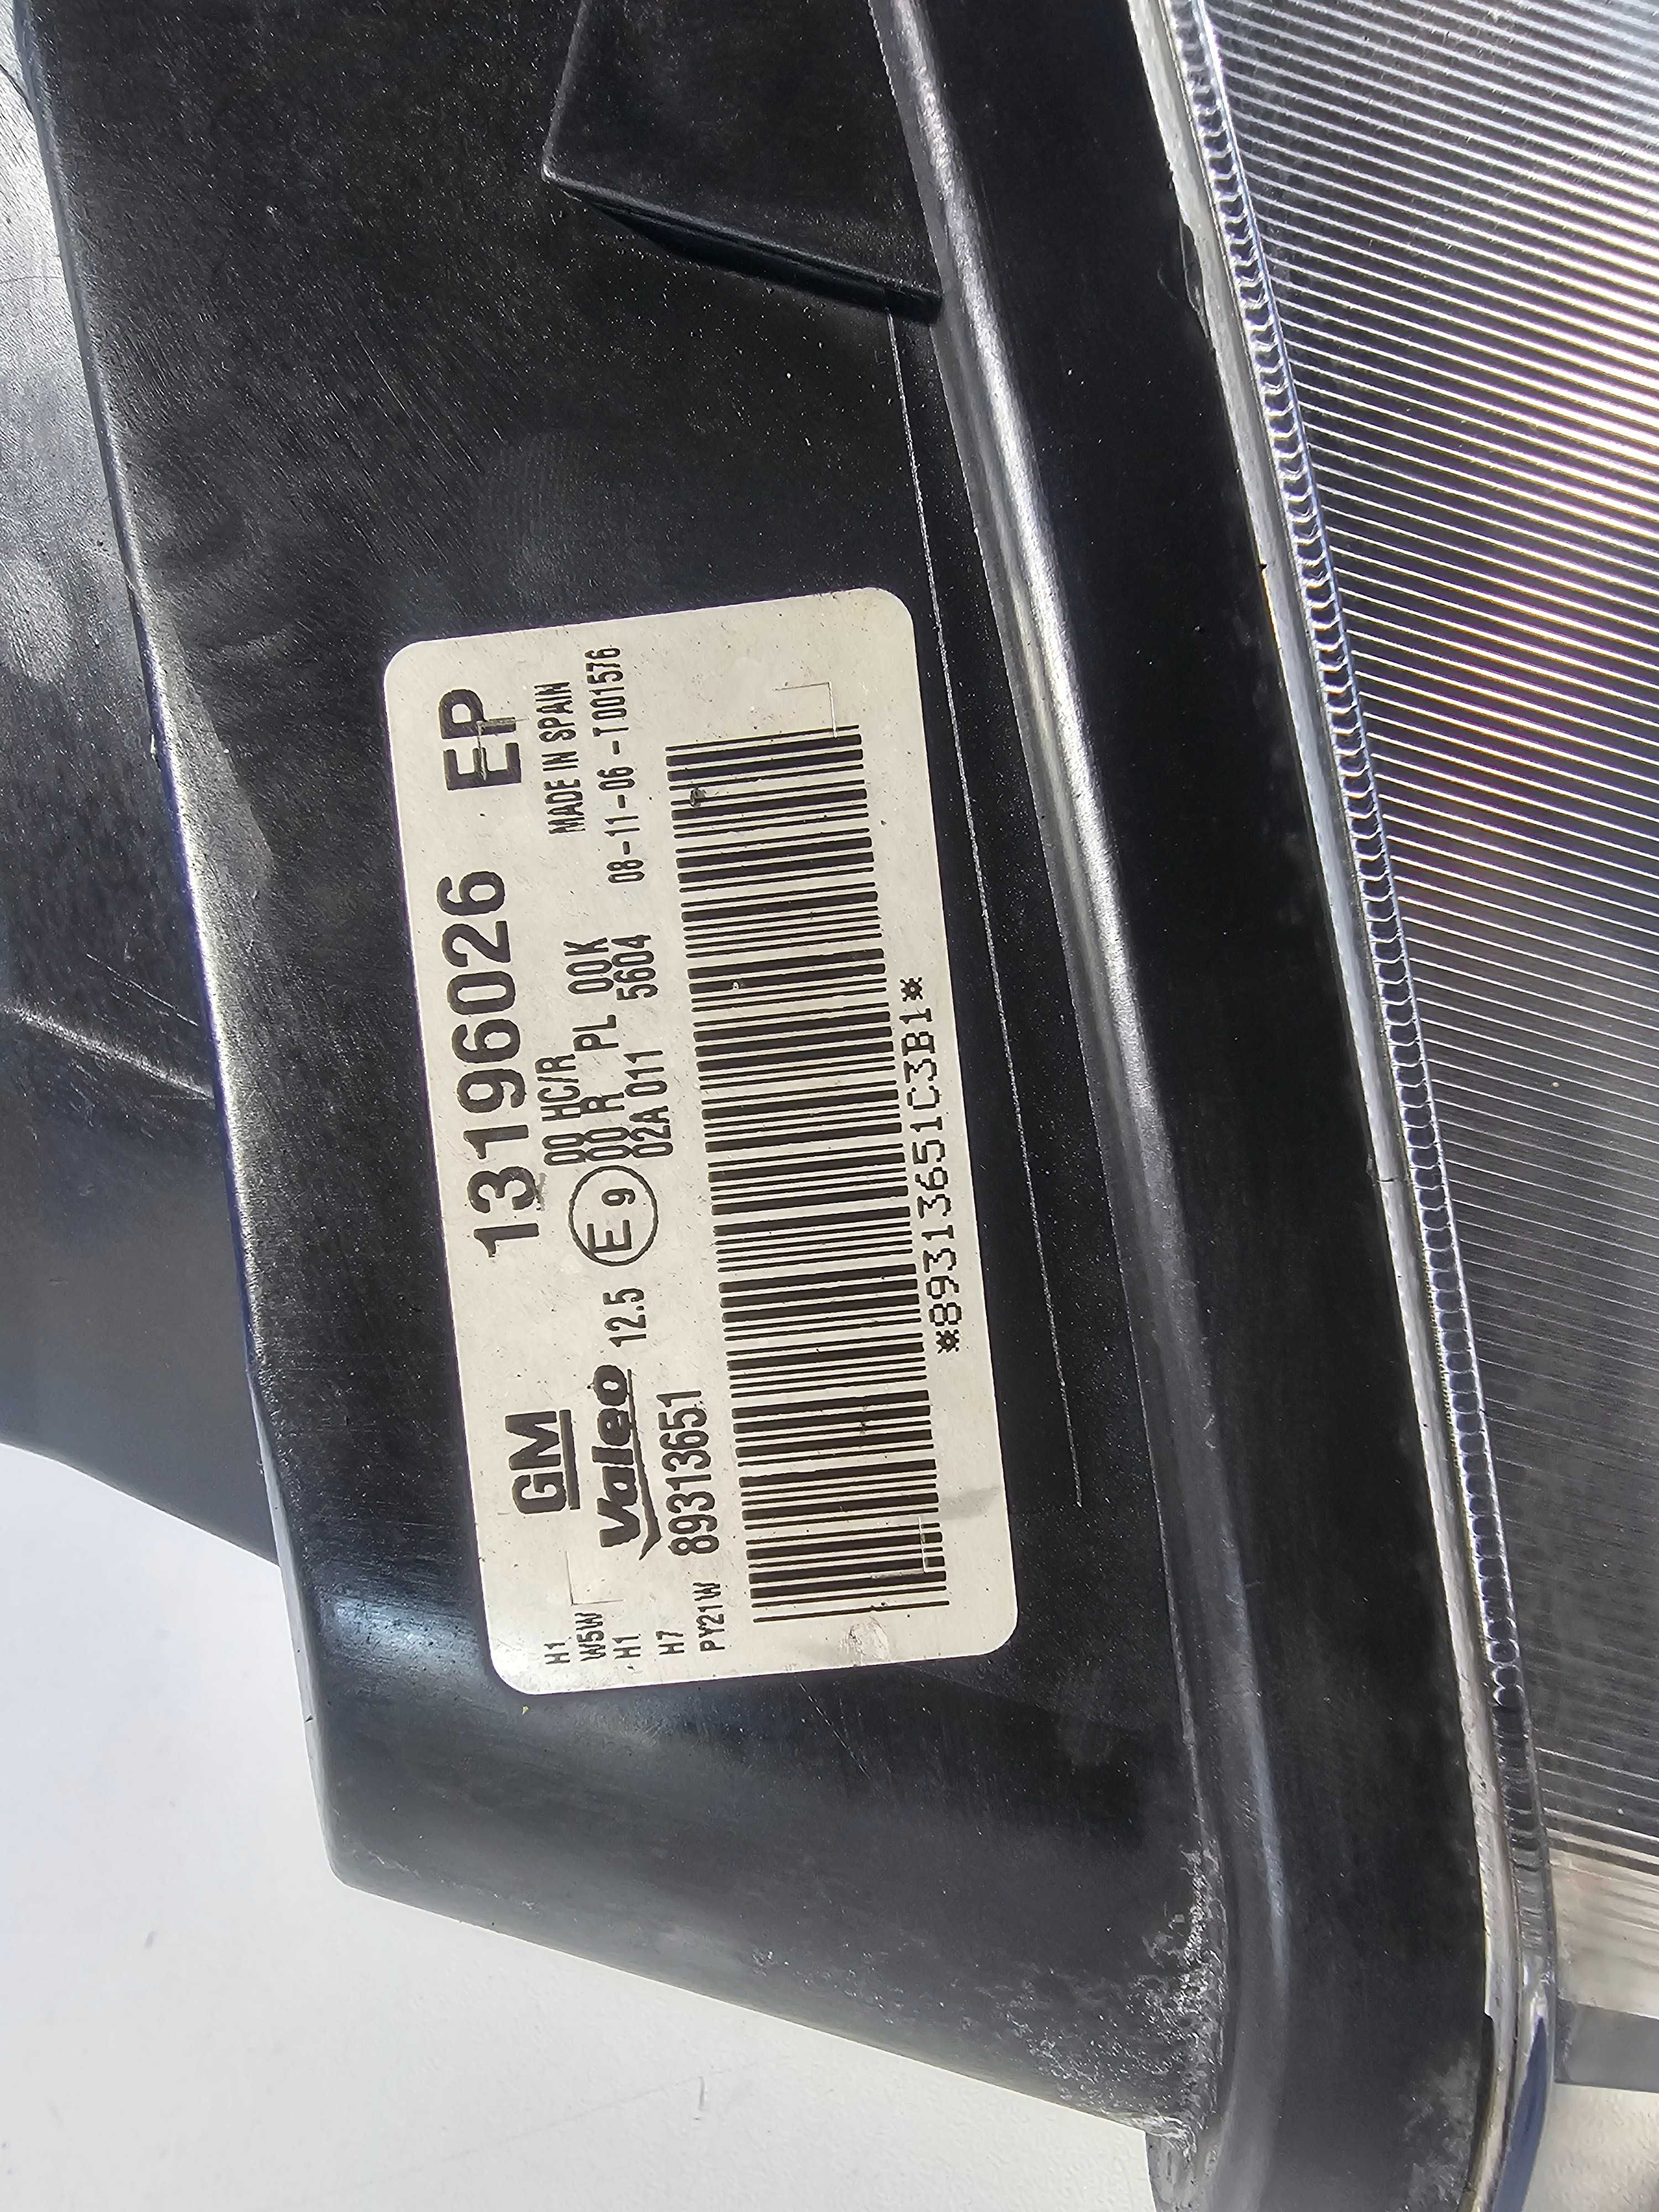 GM 13196026 EP
H1
W5W
H1
H7
PY21W
Valeo 12.5 E9
00 HC/R
00 R PL 00K
02A 011 5604
MADE IN SPAIN
08-11-06-T001576
89313651
*89313651C3B1*